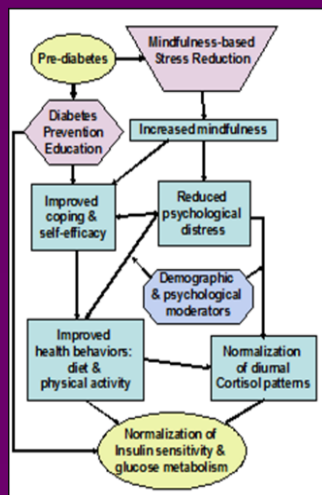 Pre-diabetes
Mindfulness-based
Stress Reduction
Diabetes
Prevention
Education
Increased mindfulness
Improved
coping &
self-efficacy
Reduced
psychological
distress
Demographic
& psychological
moderators
Improved
health behaviors:
diet &
physical activity
Normalization
of diurnal
Cortisol patterns
Normalization of
Insulin sensitivity &
glucose metabolism